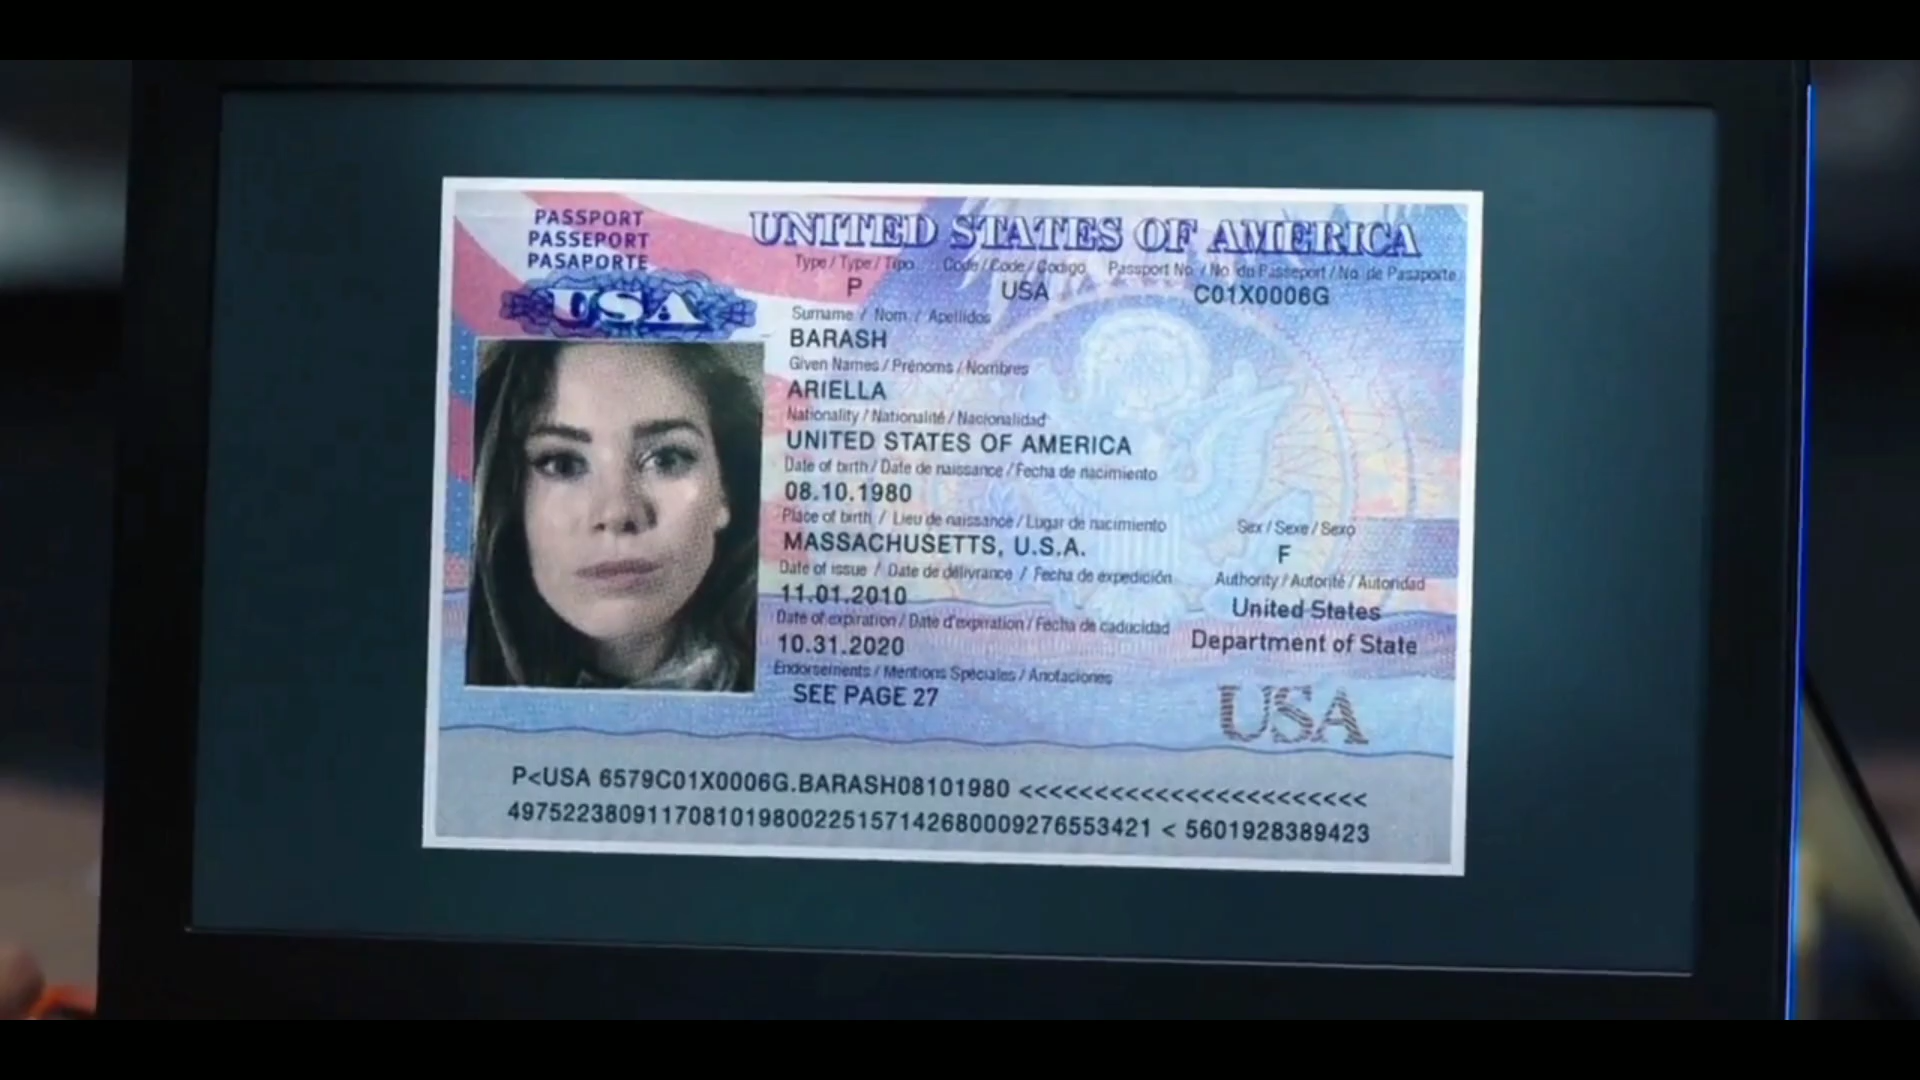 PASSPORT
PASSEPORT
PASAPORTE
USA
UNITED STATES OF AMERICA
Type / Type / Tipo Code / Code / Codigo Passport No. / No. du Passeport / No. de Pasaporte
P USA C01X0006G
Surname / Nom / Apellidos
BARASH
Given Names / Prénoms / Nombres
ARIELLA
Nationality / Nationalité / Nacionalidad
UNITED STATES OF AMERICA
Date of birth / Date de naissance / Fecha de nacimiento
08.10.1980
Place of birth / Lieu de naissance / Lugar de nacimiento Sex / Sexe / Sexo
MASSACHUSETTS, U.S.A. F
Date of issue / Date de délivrance / Fecha de expedición Authority / Autorité / Autoridad
11.01.2010 United States
Date of expiration / Date d'expiration / Fecha de caducidad
10.31.2020 Department of State
Endorsements / Mentions Spéciales / Anotaciones
SEE PAGE 27
USA
P<USA 6579C01X0006G.BARASH08101980 <<<<<<<<<<<<<<<<<<<<<<<
4975223809117081019800225157142680009276553421 < 5601928389423